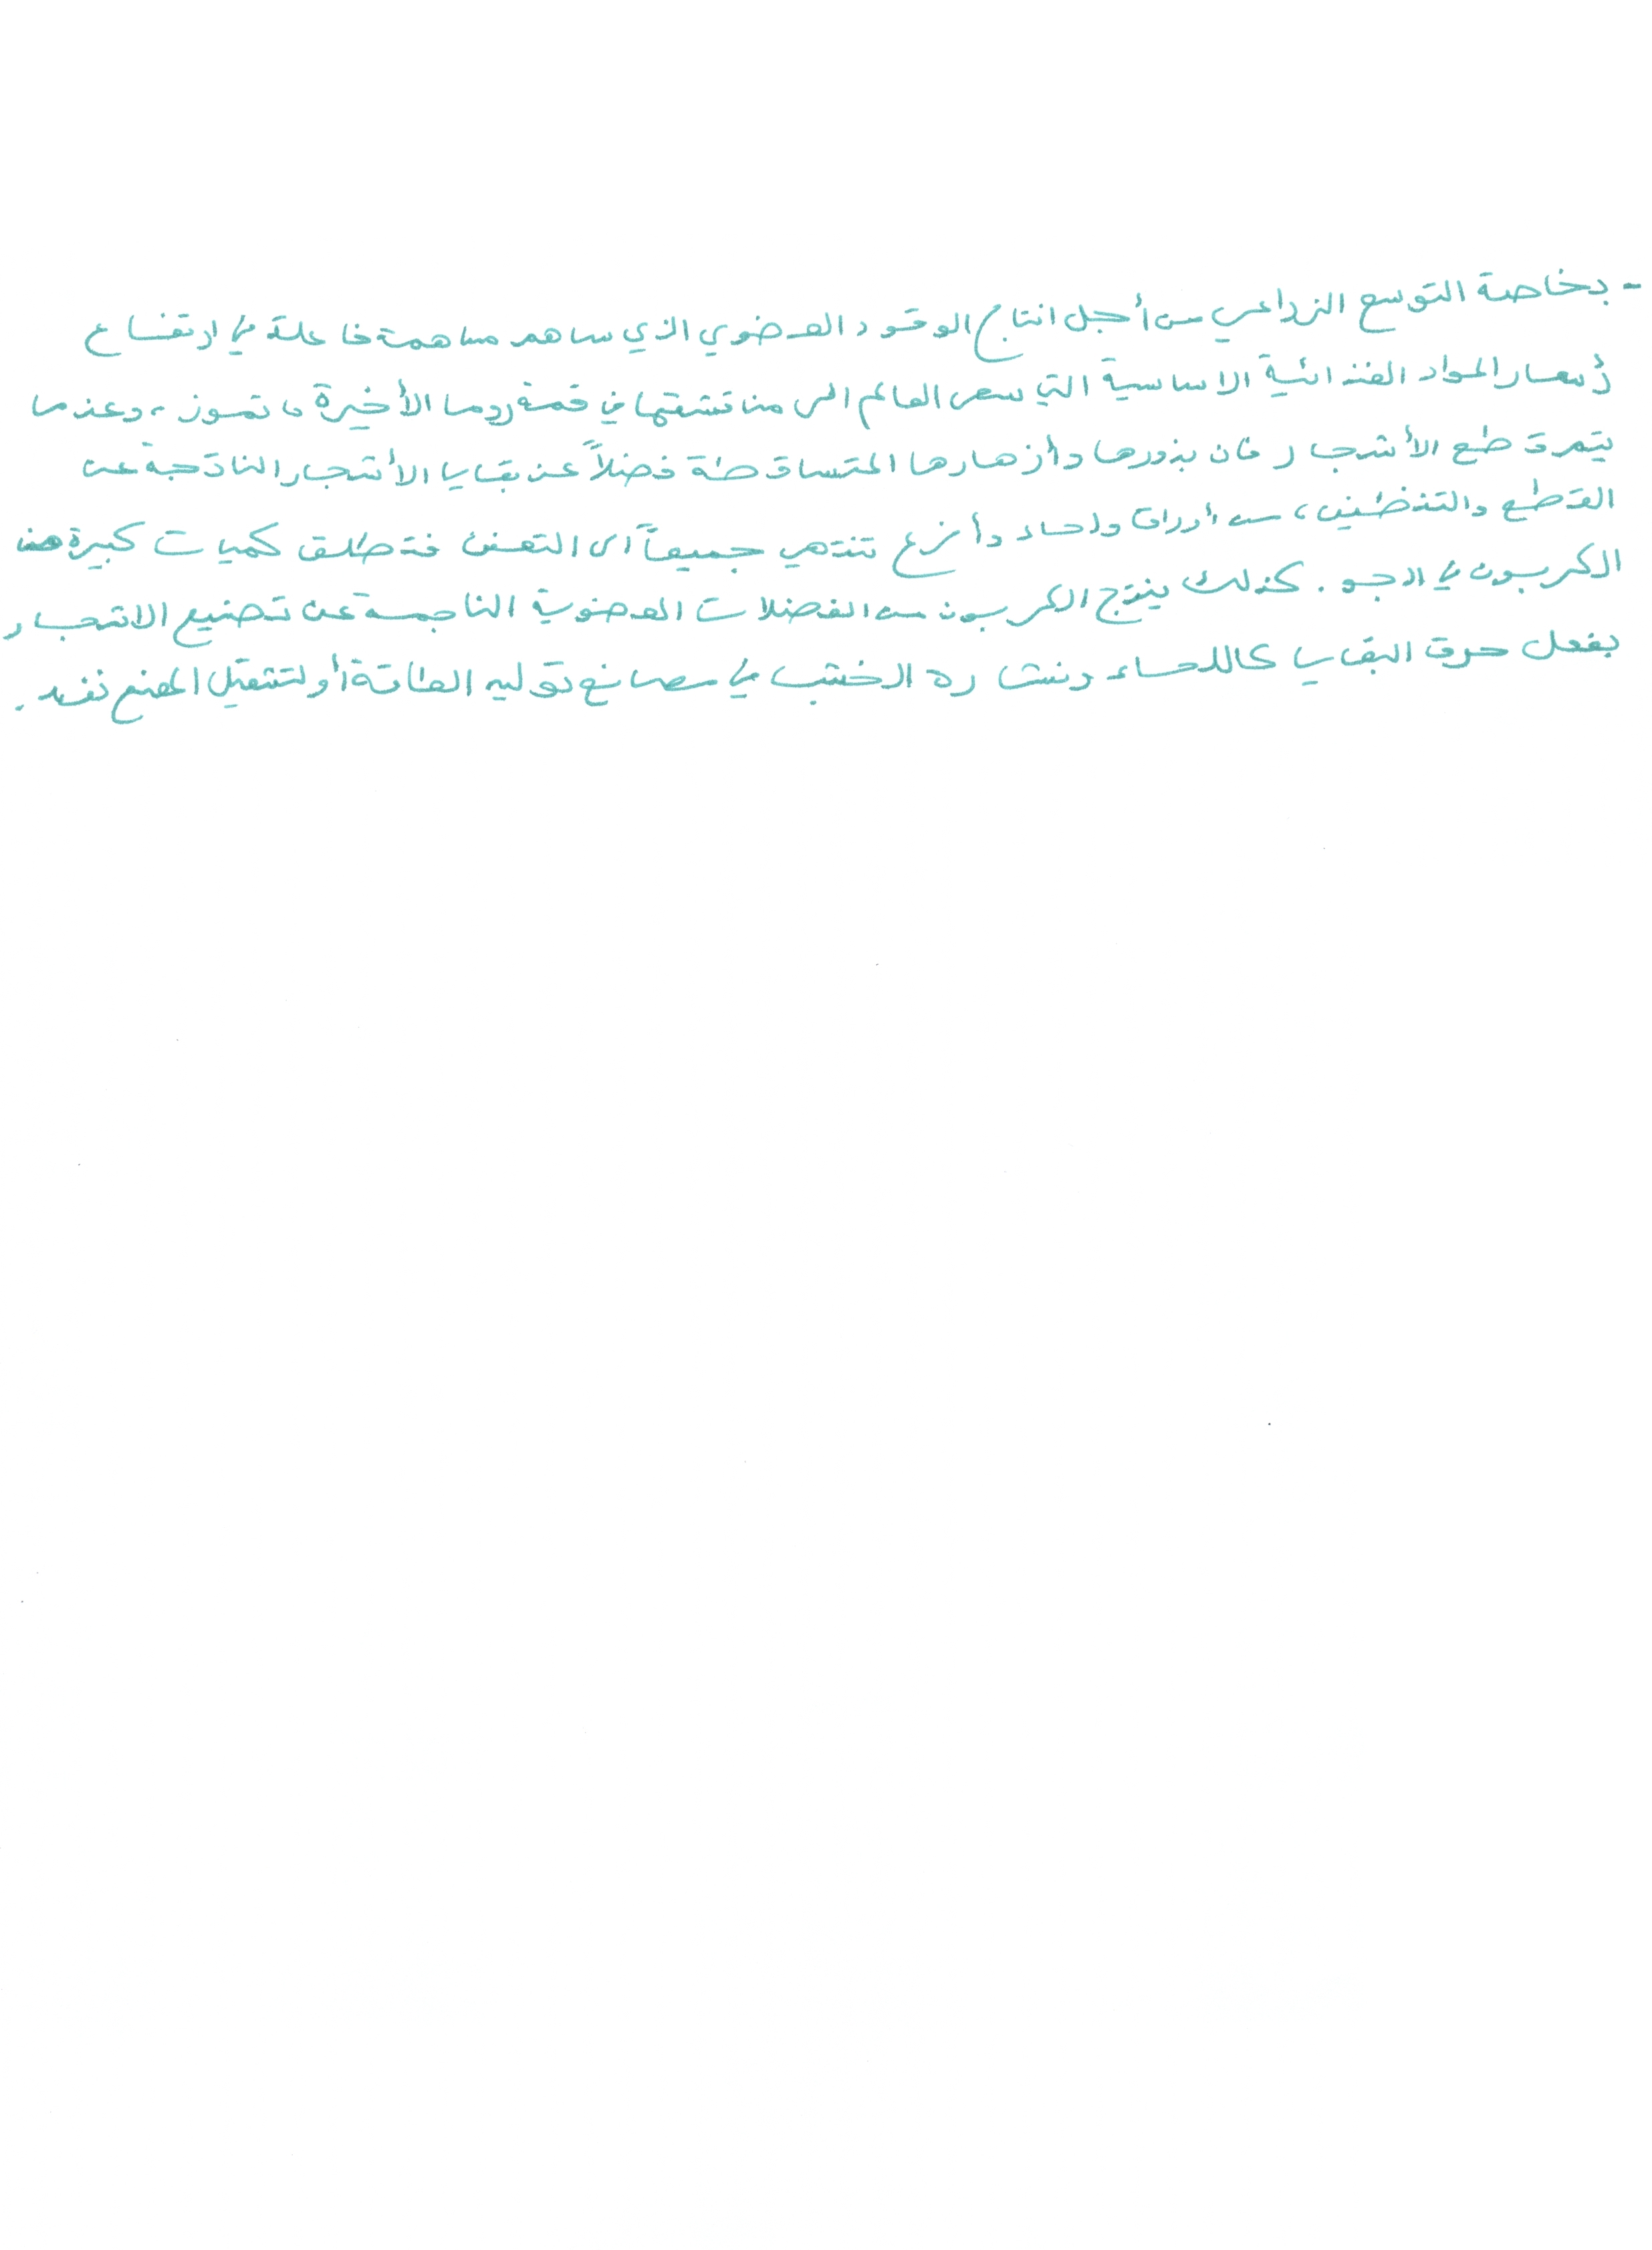 - بخاصة التوسع الزراعي من أجل انتاج الوقود العضوي الذي ساهم مساهمة فاعلة في ارتفاع
أسعار المواد الغذائية الاساسية التي سعى العالم الى مناقشتها في قمة روما الأخيرة تموز، وعندما
يتم قطع الأشجار فان بذورها وأزهارها المتساقطة فضلاً عن بقايا الأشجار الناتجة عن
القطع والتنظيف، من أوراق ولحاء وأفرع تنتهي جميعاً الى التعفن فتطلق كميات كبيرة من
الكربون في الجو. كذلك ينتج الكربون من الفضلات العضوية الناجمة عن تصنيع الاشجار
بفعل حرق البقايا كاللحاء ونشارة الخشب في مصانع توليد الطاقة أو لتشغيل المصنع نفسه.